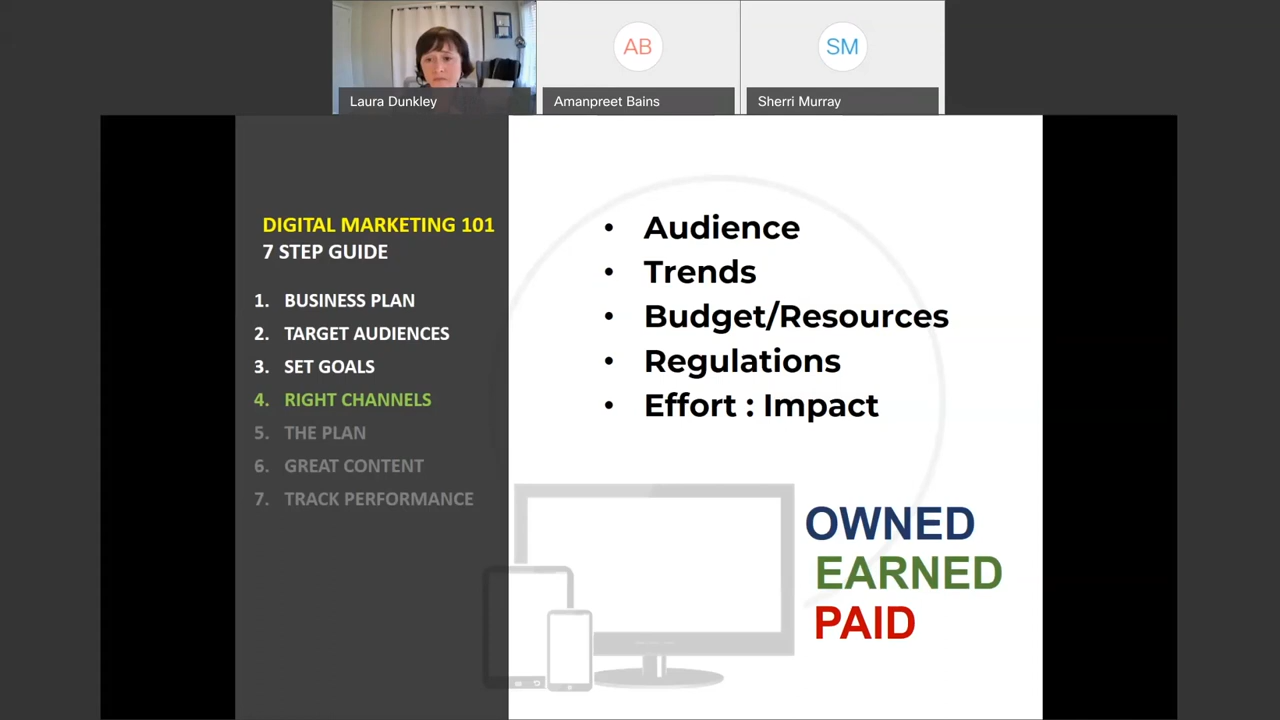 AB
SM
Laura Dunkley
Amanpreet Bains
Sherri Murray
DIGITAL MARKETING 101
7 STEP GUIDE
1. BUSINESS PLAN
2. TARGET AUDIENCES
3. SET GOALS
4. RIGHT CHANNELS
5. THE PLAN
6. GREAT CONTENT
7. TRACK PERFORMANCE
• Audience
• Trends
• Budget/Resources
• Regulations
• Effort : Impact
OWNED
EARNED
PAID